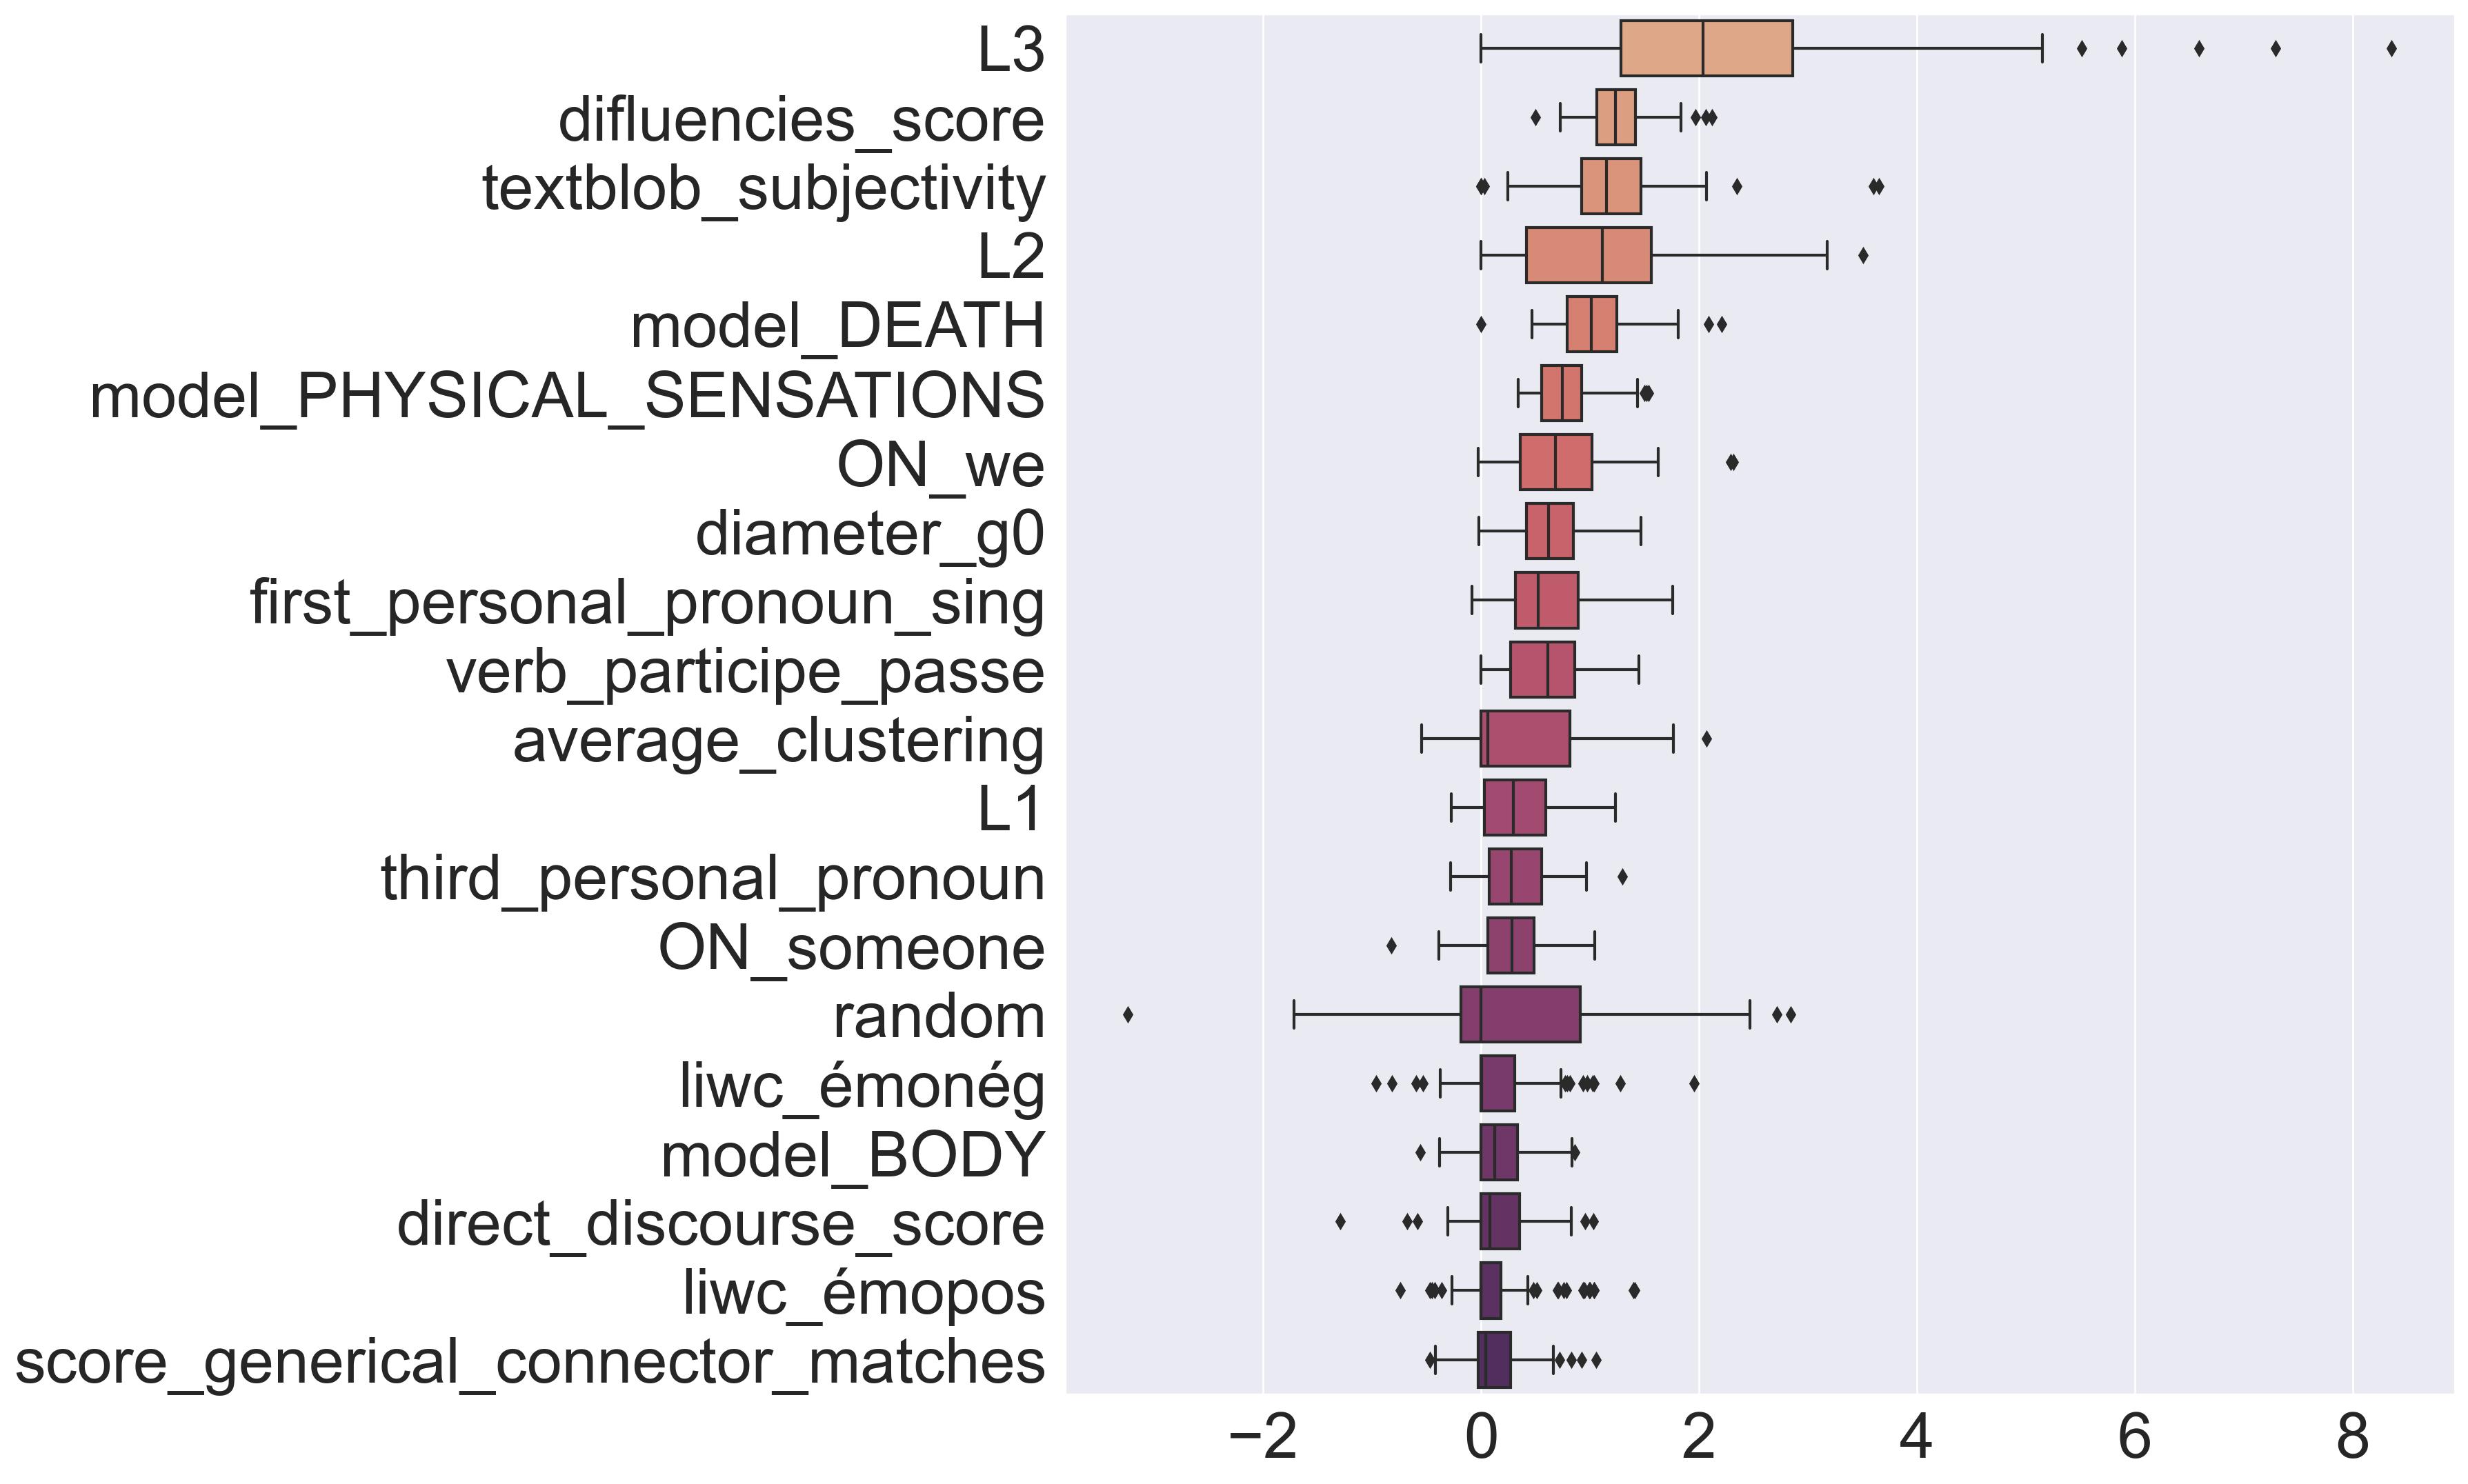 L3
difluencies_score
textblob_subjectivity
L2
model_DEATH
model_PHYSICAL_SENSATIONS
ON_we
diameter_g0
first_personal_pronoun_sing
verb_participe_passe
average_clustering
L1
third_personal_pronoun
ON_someone
random
liwc_émonég
model_BODY
direct_discourse_score
liwc_émopos
score_generical_connector_matches
−2 0 2 4 6 8